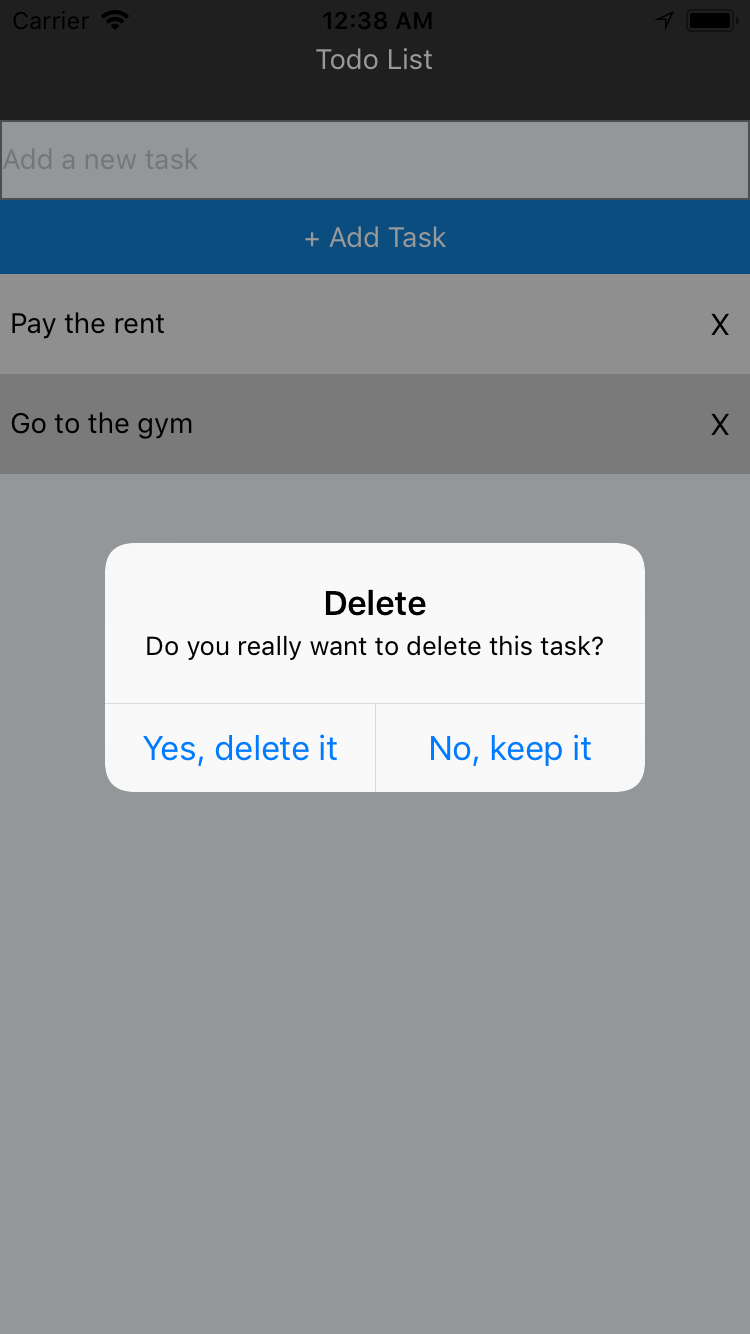 Carrier 12:38 AM
Todo List
Add a new task
+ Add Task
Pay the rent X
Go to the gym X
Delete
Do you really want to delete this task?
Yes, delete it No, keep it